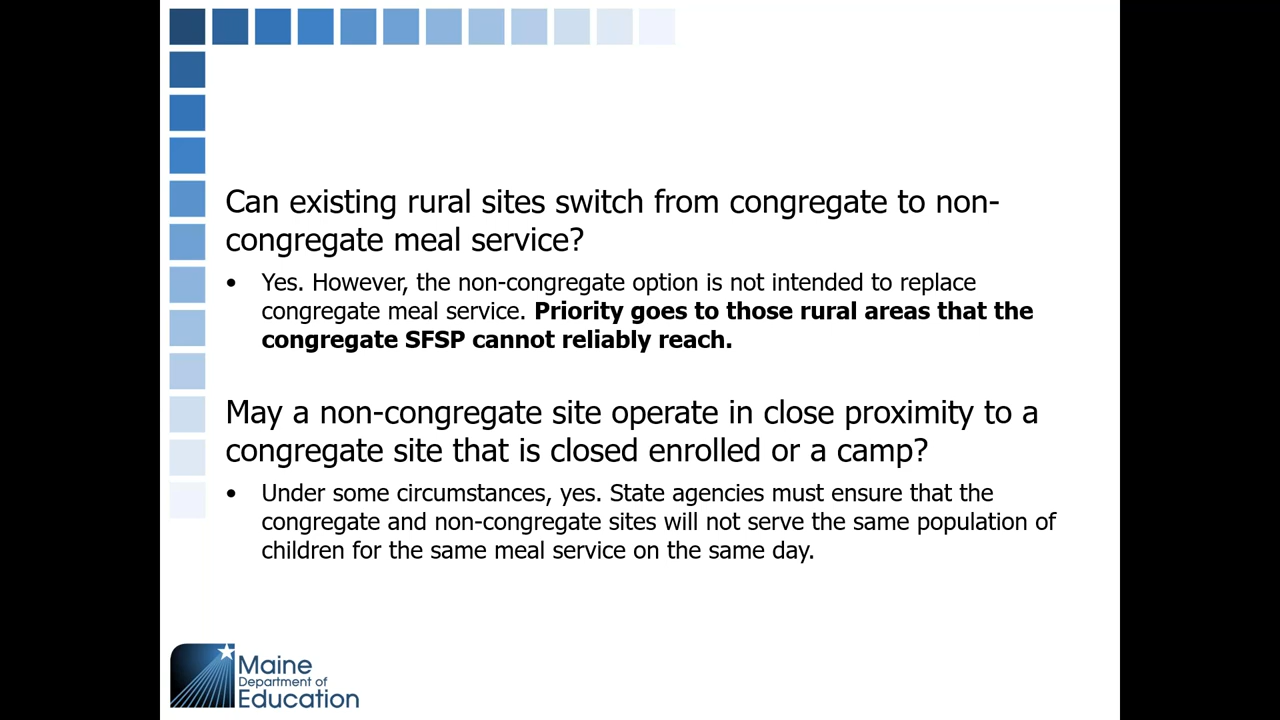 Can existing rural sites switch from congregate to non-
congregate meal service?
• Yes. However, the non-congregate option is not intended to replace
congregate meal service. Priority goes to those rural areas that the
congregate SFSP cannot reliably reach.
May a non-congregate site operate in close proximity to a
congregate site that is closed enrolled or a camp?
• Under some circumstances, yes. State agencies must ensure that the
congregate and non-congregate sites will not serve the same population of
children for the same meal service on the same day.
Maine
Department of
Education